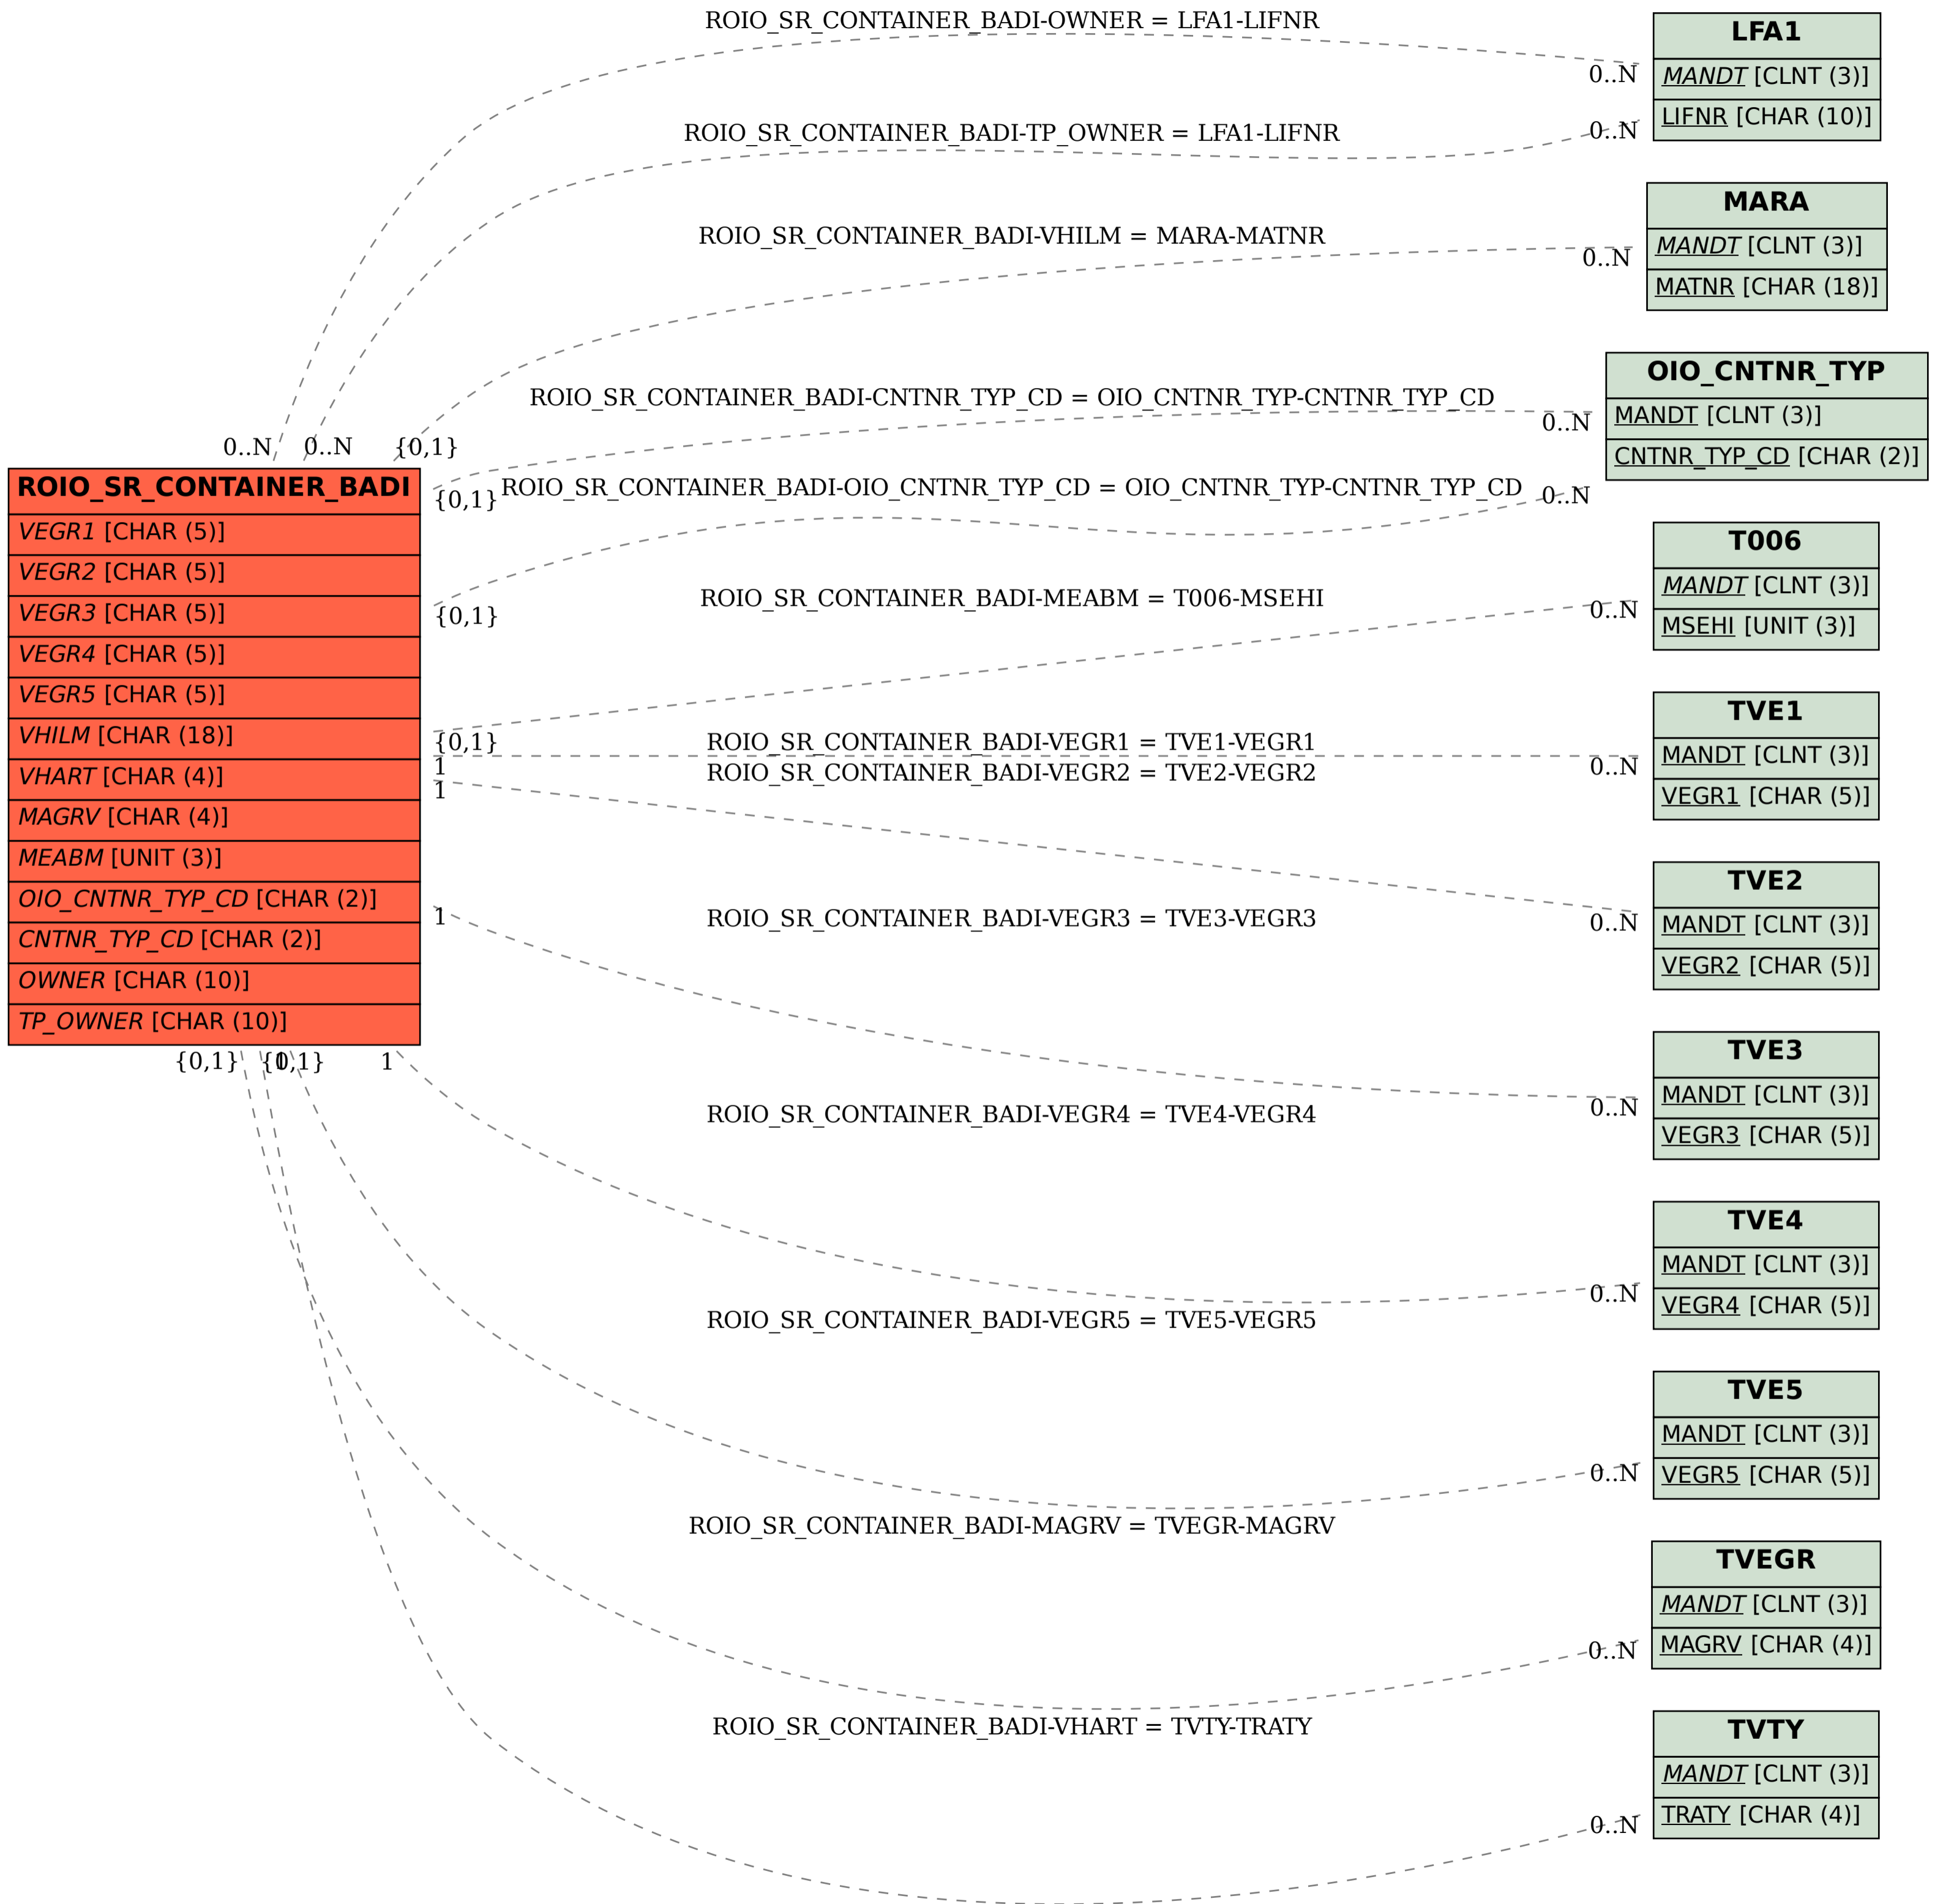 ROIO_SR_CONTAINER_BADI
VEGR1 [CHAR (5)]
VEGR2 [CHAR (5)]
VEGR3 [CHAR (5)]
VEGR4 [CHAR (5)]
VEGR5 [CHAR (5)]
VHILM [CHAR (18)]
VHART [CHAR (4)]
MAGRV [CHAR (4)]
MEABM [UNIT (3)]
OIO_CNTNR_TYP_CD [CHAR (2)]
CNTNR_TYP_CD [CHAR (2)]
OWNER [CHAR (10)]
TP_OWNER [CHAR (10)]
0..N
0..N
{0,1}
{0,1}
{0,1}
{0,1}
1
1
1
{0,1}
1
{0,1}
1
ROIO_SR_CONTAINER_BADI-OWNER = LFA1-LIFNR
ROIO_SR_CONTAINER_BADI-TP_OWNER = LFA1-LIFNR
ROIO_SR_CONTAINER_BADI-VHILM = MARA-MATNR
ROIO_SR_CONTAINER_BADI-CNTNR_TYP_CD = OIO_CNTNR_TYP-CNTNR_TYP_CD
ROIO_SR_CONTAINER_BADI-OIO_CNTNR_TYP_CD = OIO_CNTNR_TYP-CNTNR_TYP_CD
ROIO_SR_CONTAINER_BADI-MEABM = T006-MSEHI
ROIO_SR_CONTAINER_BADI-VEGR1 = TVE1-VEGR1
ROIO_SR_CONTAINER_BADI-VEGR2 = TVE2-VEGR2
ROIO_SR_CONTAINER_BADI-VEGR3 = TVE3-VEGR3
ROIO_SR_CONTAINER_BADI-VEGR4 = TVE4-VEGR4
ROIO_SR_CONTAINER_BADI-VEGR5 = TVE5-VEGR5
ROIO_SR_CONTAINER_BADI-MAGRV = TVEGR-MAGRV
ROIO_SR_CONTAINER_BADI-VHART = TVTY-TRATY
0..N
0..N
0..N
0..N
0..N
0..N
0..N
0..N
0..N
0..N
0..N
0..N
0..N
LFA1
MANDT [CLNT (3)]
LIFNR [CHAR (10)]
MARA
MANDT [CLNT (3)]
MATNR [CHAR (18)]
OIO_CNTNR_TYP
MANDT [CLNT (3)]
CNTNR_TYP_CD [CHAR (2)]
T006
MANDT [CLNT (3)]
MSEHI [UNIT (3)]
TVE1
MANDT [CLNT (3)]
VEGR1 [CHAR (5)]
TVE2
MANDT [CLNT (3)]
VEGR2 [CHAR (5)]
TVE3
MANDT [CLNT (3)]
VEGR3 [CHAR (5)]
TVE4
MANDT [CLNT (3)]
VEGR4 [CHAR (5)]
TVE5
MANDT [CLNT (3)]
VEGR5 [CHAR (5)]
TVEGR
MANDT [CLNT (3)]
MAGRV [CHAR (4)]
TVTY
MANDT [CLNT (3)]
TRATY [CHAR (4)]